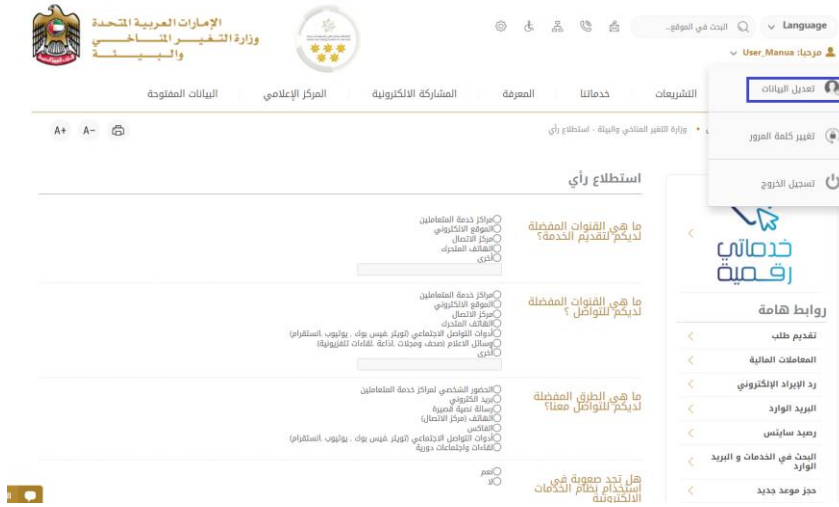 الإمارات العربية المتحدة
وزارة التغيير المناخي
والبيئة
البحث في الموقع...
Language
مرحبا: User_Manua
تعديل البيانات
تغيير كلمة المرور
تسجيل الخروج
التشريعات
خدماتنا
المعرفة
المشاركة الالكترونية
المركز الإعلامي
البيانات المفتوحة
وزارة التغير المناخي والبيئة - استطلاع رأي
A+ A-
استطلاع رأي
ما هي القنوات المفضلة
لديكم لتقديم الخدمة؟
مراكز خدمة المتعاملين
الموقع الالكتروني
مركز الاتصال
الهاتف المتحرك
أخرى
ما هي القنوات المفضلة
لديكم للتواصل ؟
مراكز خدمة المتعاملين
الموقع الالكتروني
مركز الاتصال
الهاتف المتحرك
أدوات التواصل الاجتماعي (تويتر ,فيس بوك , يوتيوب ,انستقرام)
وسائل الاعلام (صحف ومجلات ,اذاعة ,لقاءات تلفزيونية)
أخرى
ما هي الطرق المفضلة
لديكم للتواصل معنا؟
الحضور الشخصي لمراكز خدمة المتعاملين
بريد الكتروني
رسالة نصية قصيرة
الهاتف (مركز الاتصال)
الفاكس
أدوات التواصل الاجتماعي (تويتر ,فيس بوك , يوتيوب ,انستقرام)
لقاءات واجتماعات دورية
هل تجد صعوبة في
استخدام نظام الخدمات
الالكترونية
نعم
لا
خدماتي
رقمية
روابط هامة
تقديم طلب
المعاملات المالية
رد الإيراد الإلكتروني
البريد الوارد
رصيد سايتس
البحث في الخدمات و البريد
الوارد
حجز موعد جديد